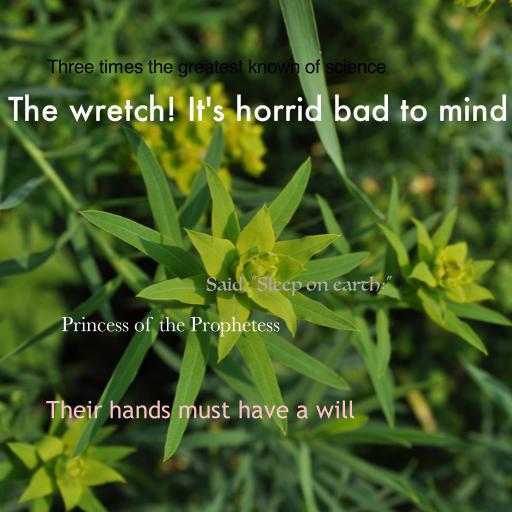 Three times the greatest known of science
The wretch! It's horrid bad to mind
Said, "Sleep on earth;"
Princess of the Prophetess
Their hands must have a will